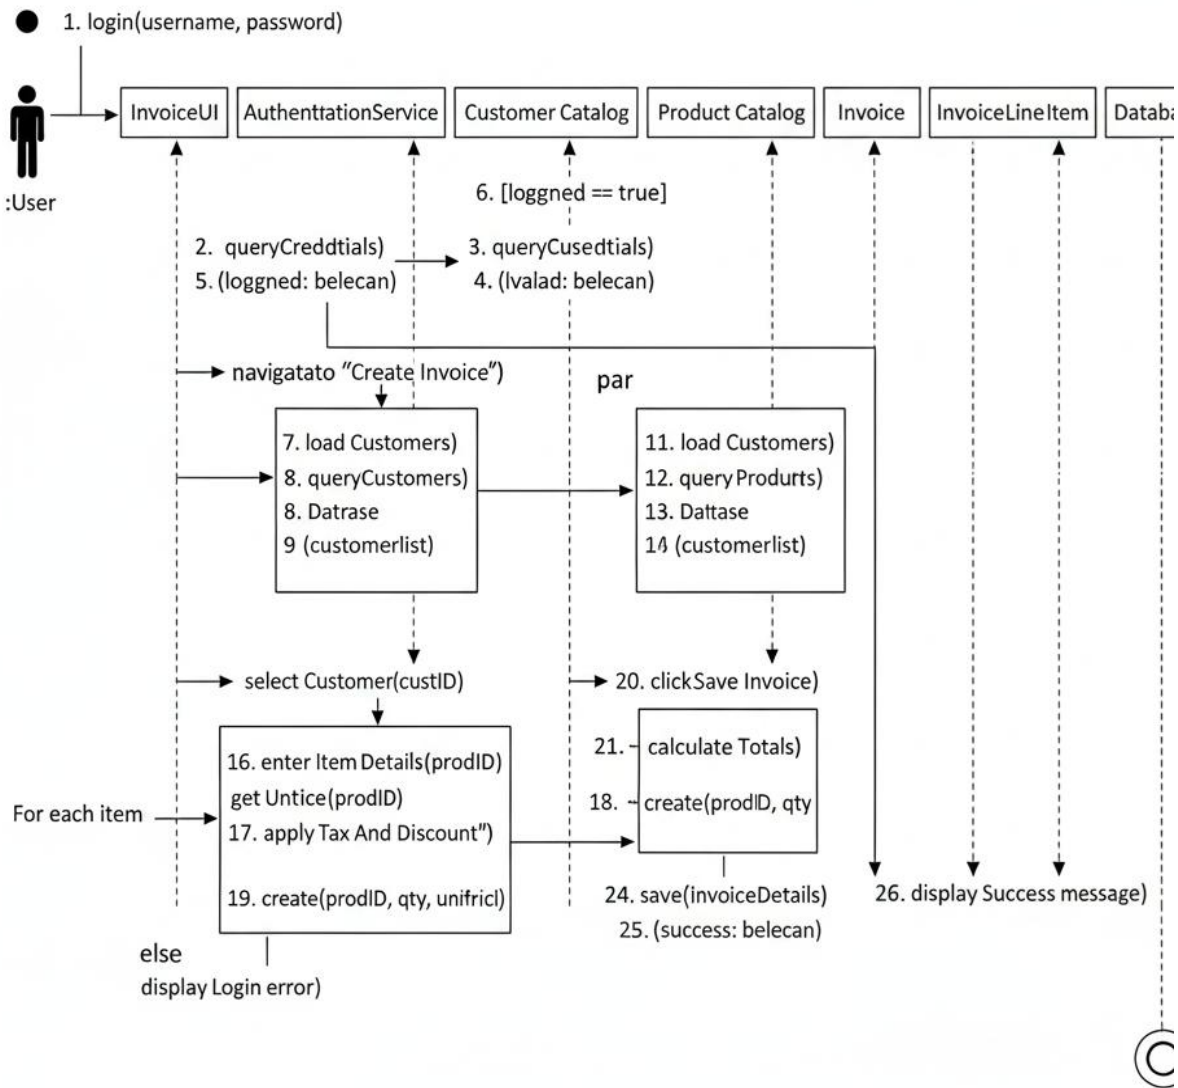 1. login(username, password)
InvoiceUI
AuthenttationService
Customer Catalog
Product Catalog
Invoice
InvoiceLineItem
Databa
:User
6. [loggned == true]
2. queryCreddtials)
3. queryCusedtials)
5. (loggned: belecan)
4. (lvalad: belecan)
navigatato "Create Invoice")
par
7. load Customers)
8. queryCustomers)
8. Datrase
9 (customerlist)
11. load Customers)
12. query Produrts)
13. Dattase
14 (customerlist)
select Customer(custID)
20. clickSave Invoice)
16. enter Item Details(prodID)
get Untice(prodID)
17. apply Tax And Discount")
19. create(prodID, qty, unifricl)
For each item
21. calculate Totals)
18. create(prodID, qty
24. save(invoiceDetails)
25. (success: belecan)
26. display Success message)
else
display Login error)